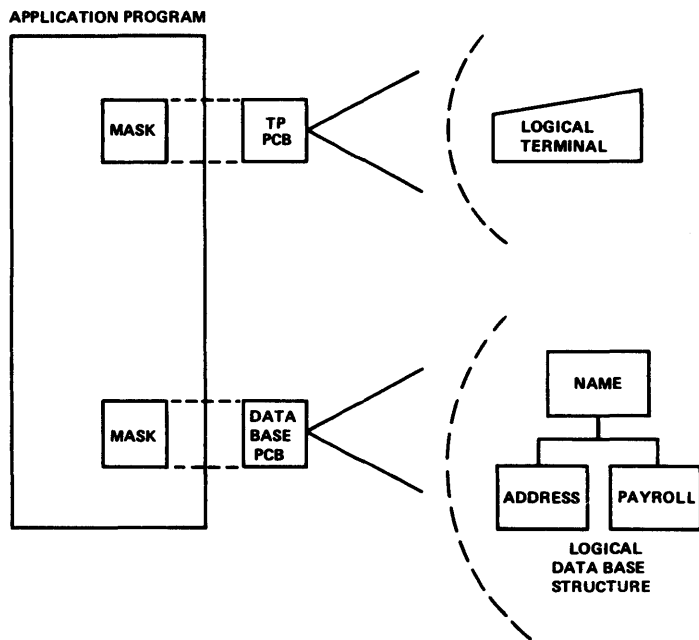 APPLICATION PROGRAM
MASK
TP
PCB
LOGICAL
TERMINAL
MASK
DATA
BASE
PCB
NAME
ADDRESS
PAYROLL
LOGICAL
DATA BASE
STRUCTURE